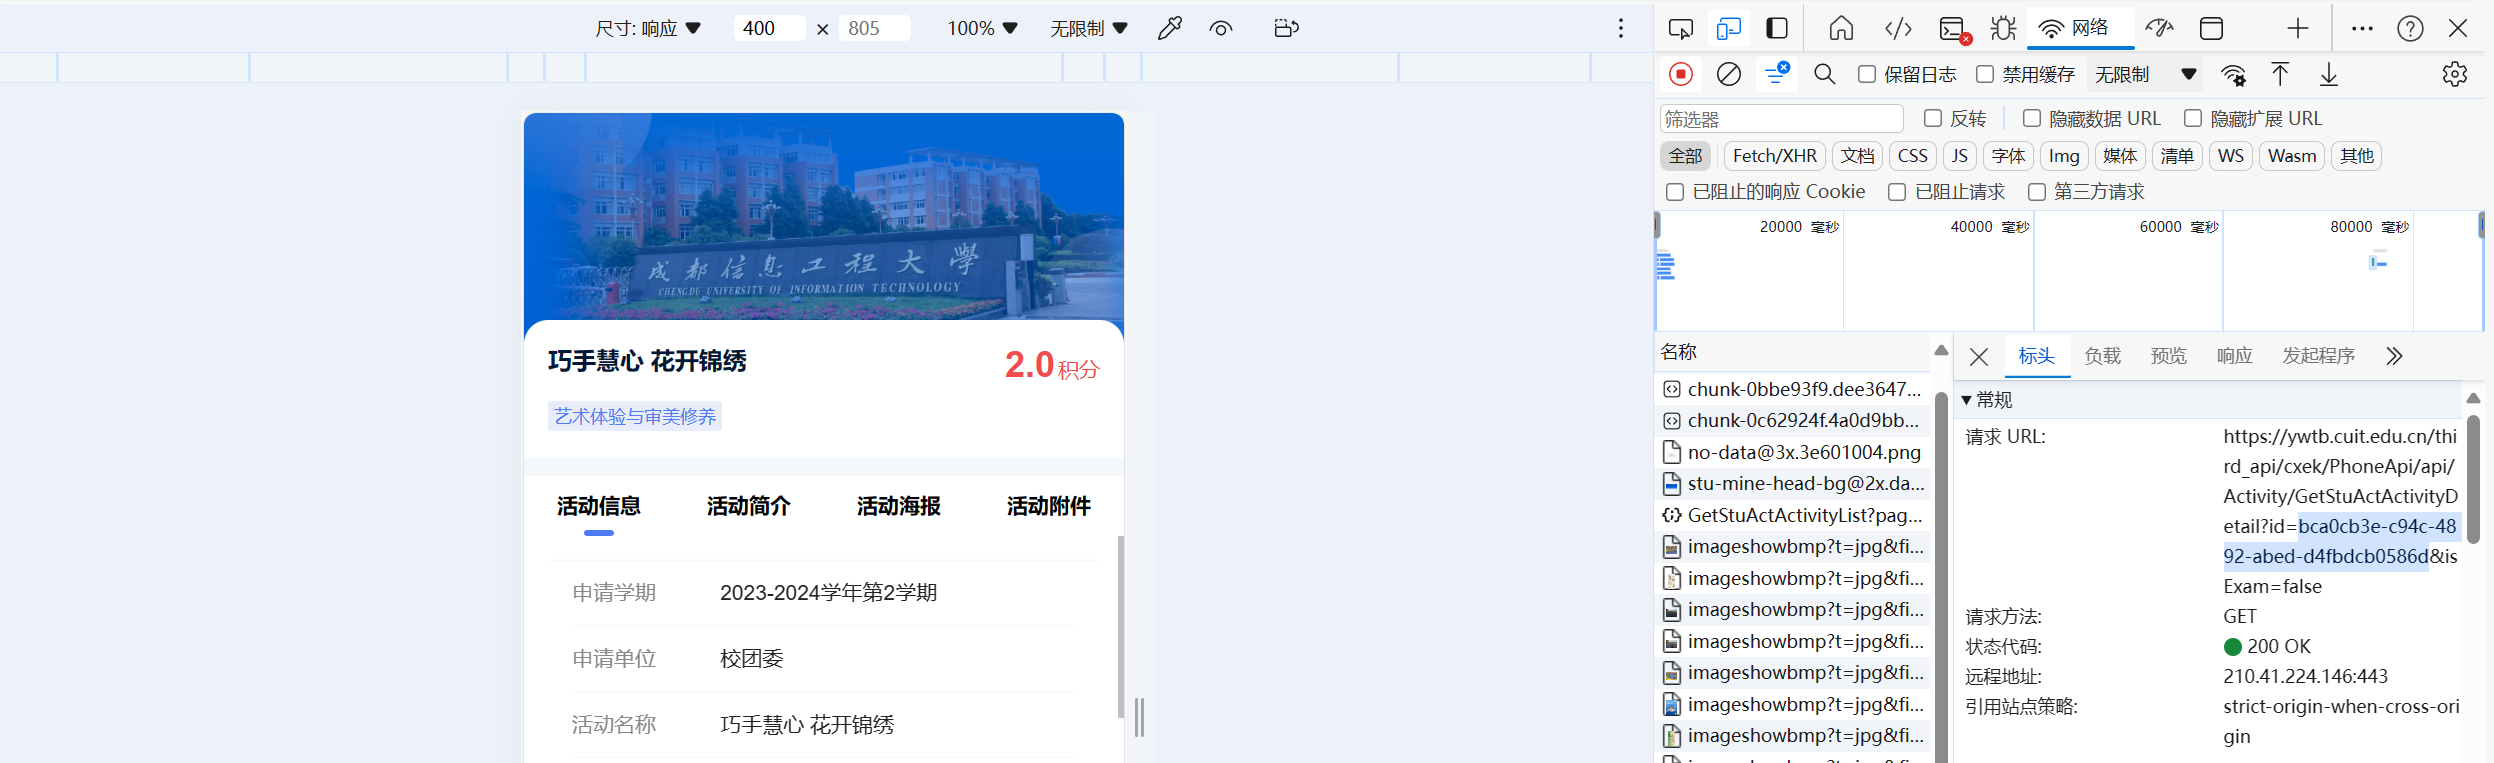 尺寸: 响应 400 × 805 100% 无限制
网络
保留日志 禁用缓存 无限制
筛选器 反转 隐藏数据 URL 隐藏扩展 URL
全部 Fetch/XHR 文档 CSS JS 字体 Img 媒体 清单 WS Wasm 其他
已阻止的响应 Cookie 已阻止请求 第三方请求
20000 毫秒 40000 毫秒 60000 毫秒 80000 毫秒
成都信息工程大學
CHENGDU UNIVERSITY OF INFORMATION TECHNOLOGY
巧手慧心 花开锦绣 2.0积分
艺术体验与审美修养
活动信息 活动简介 活动海报 活动附件
申请学期 2023-2024学年第2学期
申请单位 校团委
活动名称 巧手慧心 花开锦绣
名称
chunk-0bbe93f9.dee3647...
chunk-0c62924f.4a0d9bb...
no-data@3x.3e601004.png
stu-mine-head-bg@2x.da...
GetStuActActivityList?pag...
imageshowbmp?t=jpg&fi...
imageshowbmp?t=jpg&fi...
imageshowbmp?t=jpg&fi...
imageshowbmp?t=jpg&fi...
imageshowbmp?t=jpg&fi...
imageshowbmp?t=jpg&fi...
imageshowbmp?t=jpg&fi...
标头 负载 预览 响应 发起程序
常规
请求 URL: https://ywtb.cuit.edu.cn/thi
rd_api/cxek/PhoneApi/api/
Activity/GetStuActActivityD
etail?id=bca0cb3e-c94c-48
92-abed-d4fbdcb0586d&is
Exam=false
请求方法: GET
状态代码: 200 OK
远程地址: 210.41.224.146:443
引用站点策略: strict-origin-when-cross-ori
gin